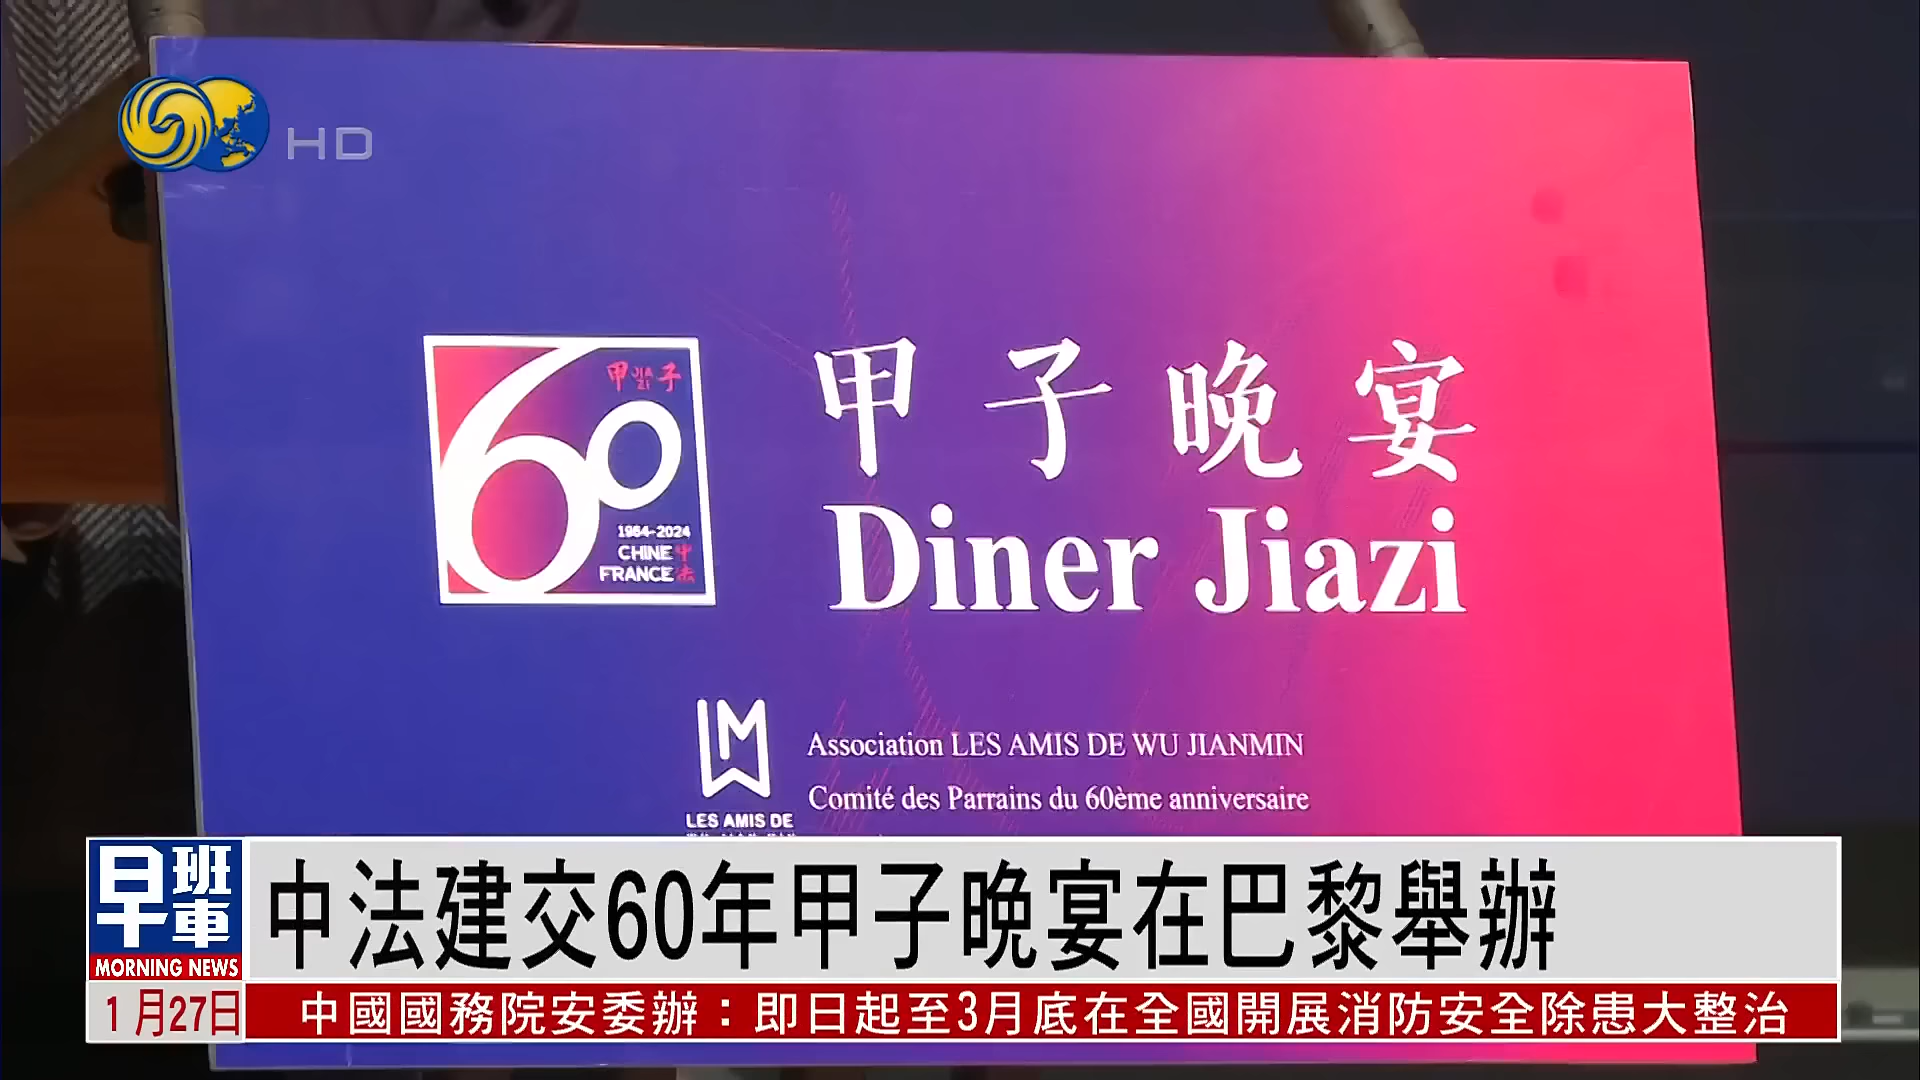 HD
甲子晚宴
Diner Jiazi
甲 JIA ZI 子
60
1964-2024
CHINE 中
FRANCE 法
Association LES AMIS DE WU JIANMIN
Comité des Parrains du 60ème anniversaire
LES AMIS DE
早班車
MORNING NEWS
中法建交60年甲子晚宴在巴黎舉辦
1月27日
中國國務院安委辦：即日起至3月底在全國開展消防安全除患大整治